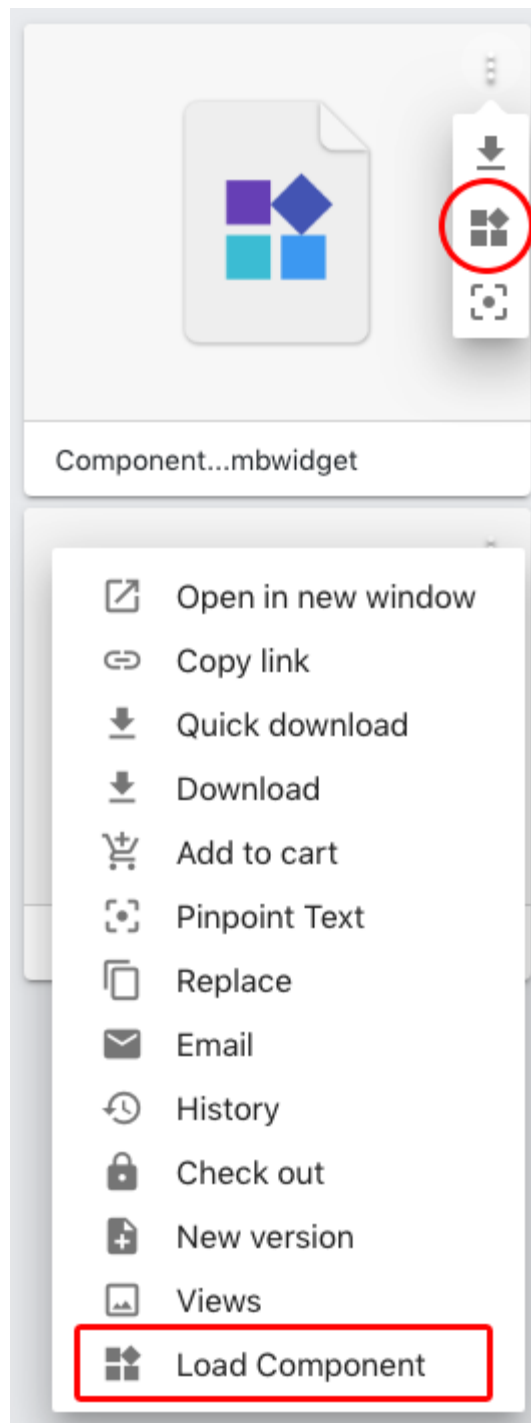 Component...mbwidget
Open in new window
Copy link
Quick download
Download
Add to cart
Pinpoint Text
Replace
Email
History
Check out
New version
Views
Load Component